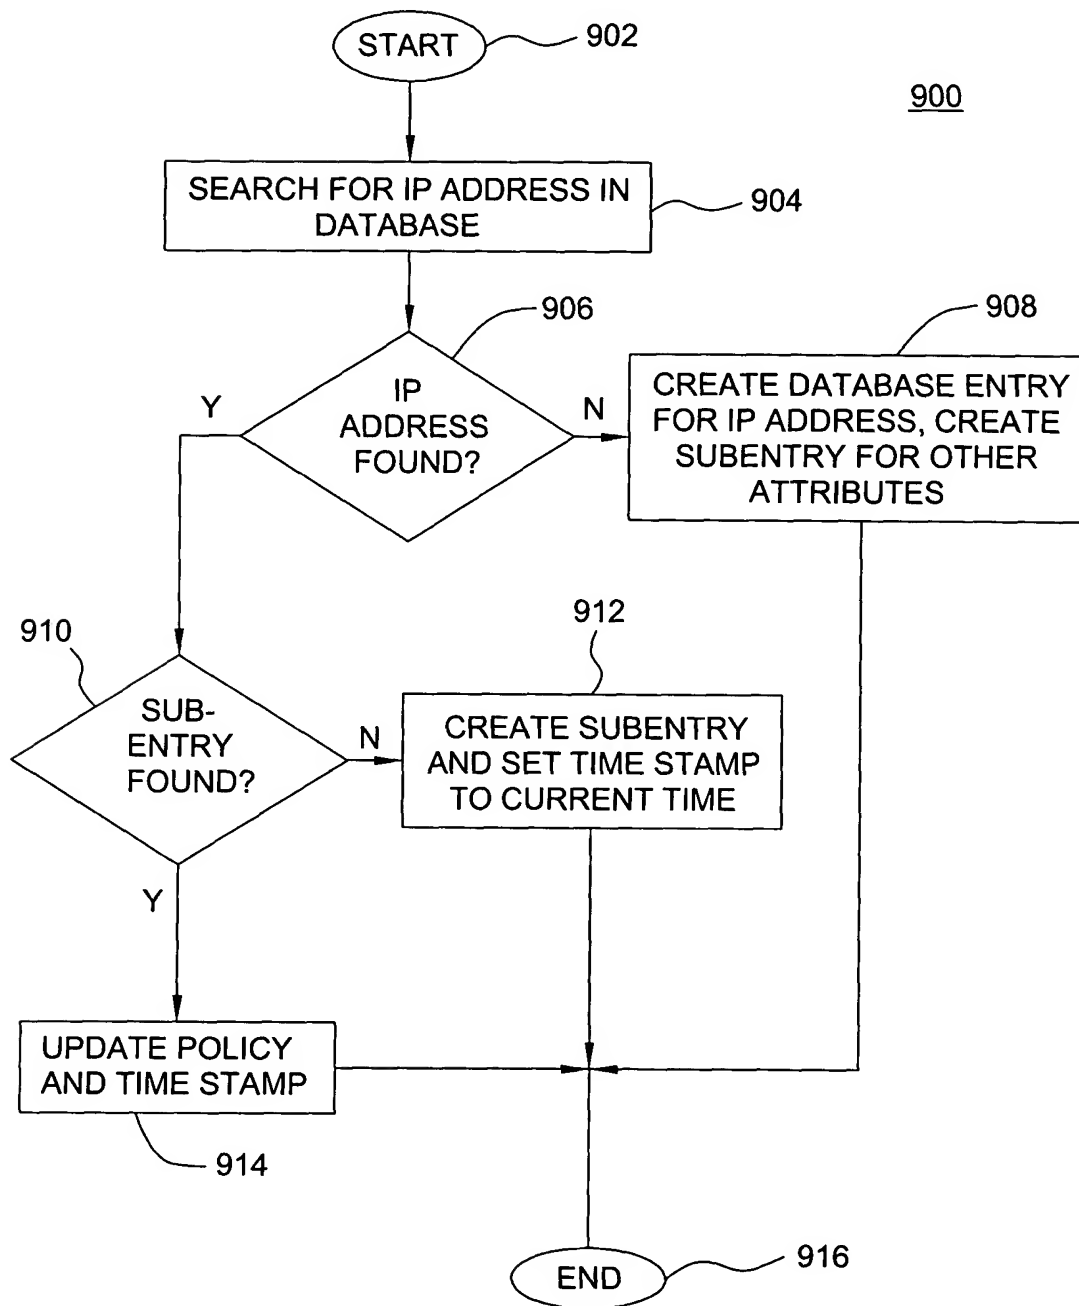 START
902
900
SEARCH FOR IP ADDRESS IN
DATABASE
904
906
908
IP
ADDRESS
FOUND?
Y
N
CREATE DATABASE ENTRY
FOR IP ADDRESS, CREATE
SUBENTRY FOR OTHER
ATTRIBUTES
910
912
SUB-
ENTRY
FOUND?
N
CREATE SUBENTRY
AND SET TIME STAMP
TO CURRENT TIME
Y
UPDATE POLICY
AND TIME STAMP
914
END
916